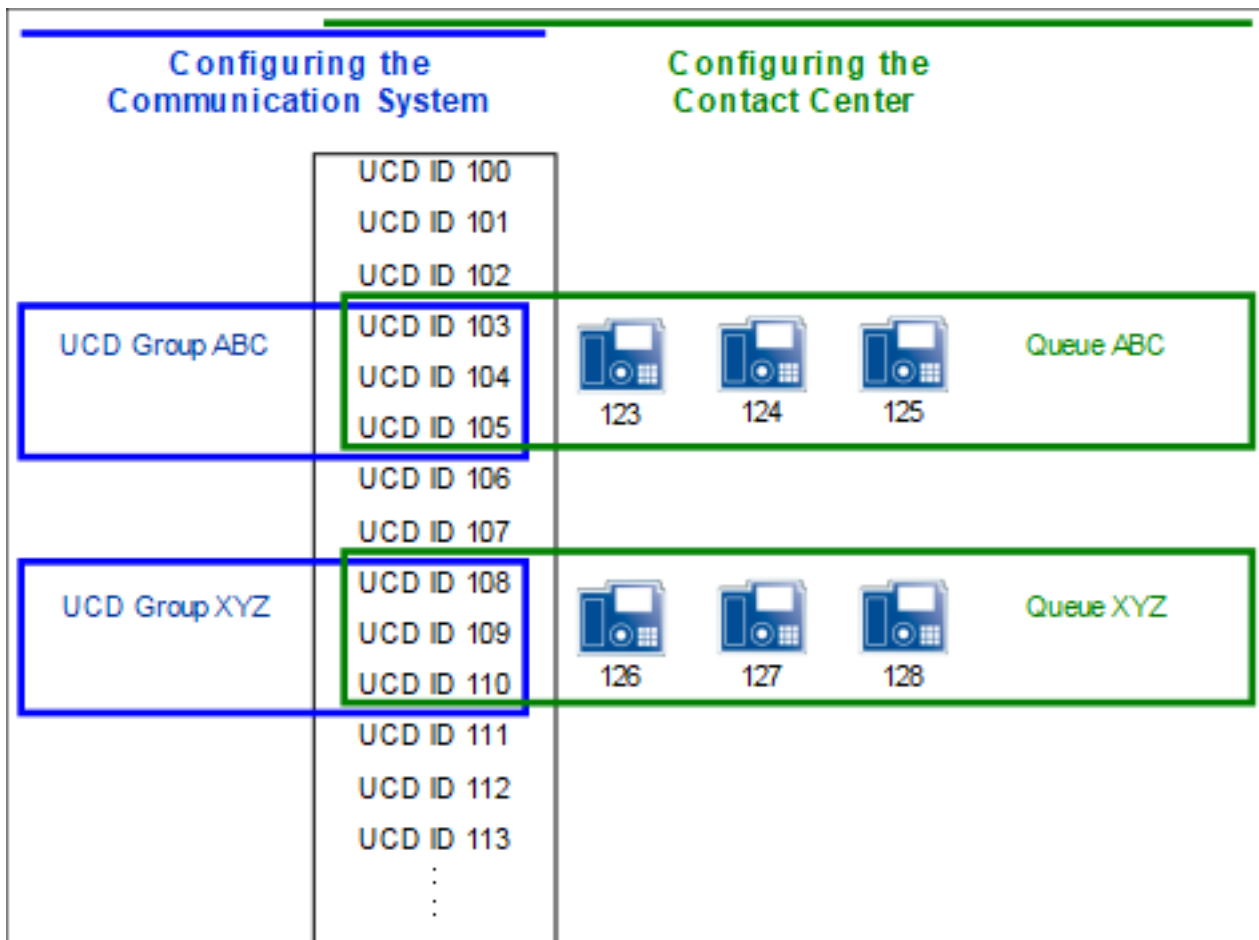 Configuring the
Communication System
Configuring the
Contact Center
UCD ID 100
UCD ID 101
UCD ID 102
UCD Group ABC
UCD ID 103
UCD ID 104
UCD ID 105
123
124
125
Queue ABC
UCD ID 106
UCD ID 107
UCD Group XYZ
UCD ID 108
UCD ID 109
UCD ID 110
126
127
128
Queue XYZ
UCD ID 111
UCD ID 112
UCD ID 113